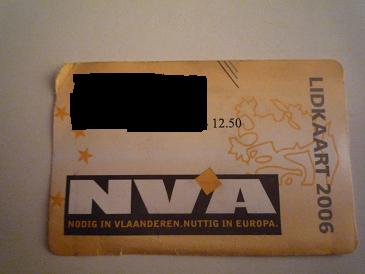 12.50
LIDKAART 2006
NVA
NODIG IN VLAANDEREN. NUTTIG IN EUROPA.